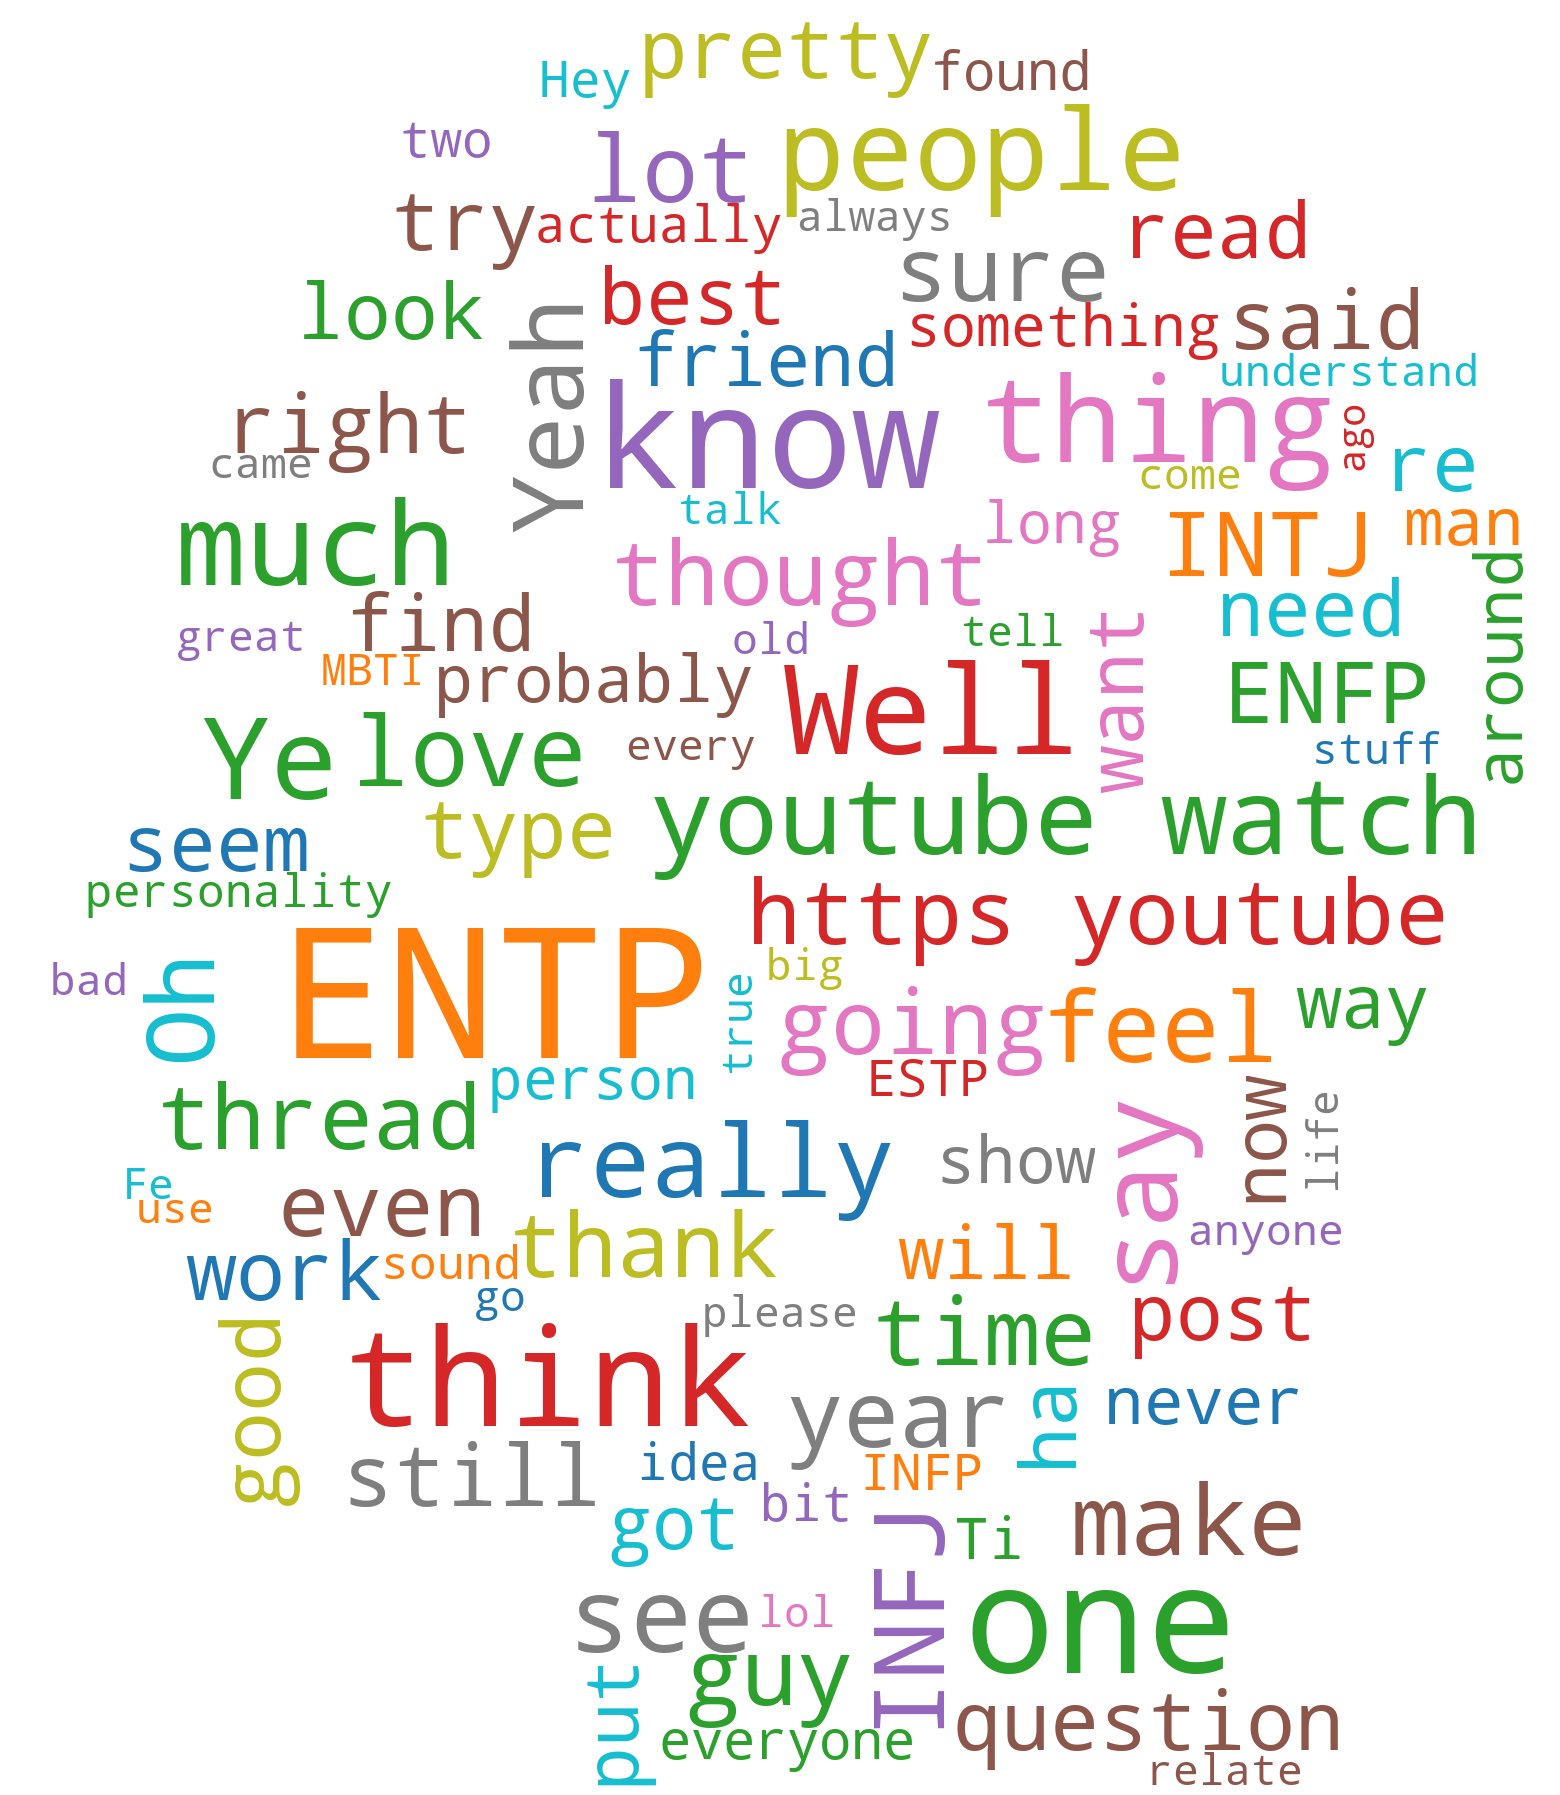 pretty
Hey
found
people
two
lot
try
actually
always
read
sure
best
look
Yeah
something
said
friend
understand
know
thing
right
ago
came
come
re
talk
long
INTJ
man
much
thought
around
find
need
great
old
tell
want
MBTI
probably
Well
ENFP
Ye
love
every
stuff
youtube
watch
type
seem
personality
https youtube
ENTP
big
bad
Oh
true
going
feel
way
ESTP
person
thread
now
life
say
really
show
Fe
use
even
thank
anyone
work
sound
will
go
please
time
post
good
think
year
ha
never
still
idea
INFP
got
bit
INFJ
Ti
make
see
lol
one
guy
put
everyone
question
relate